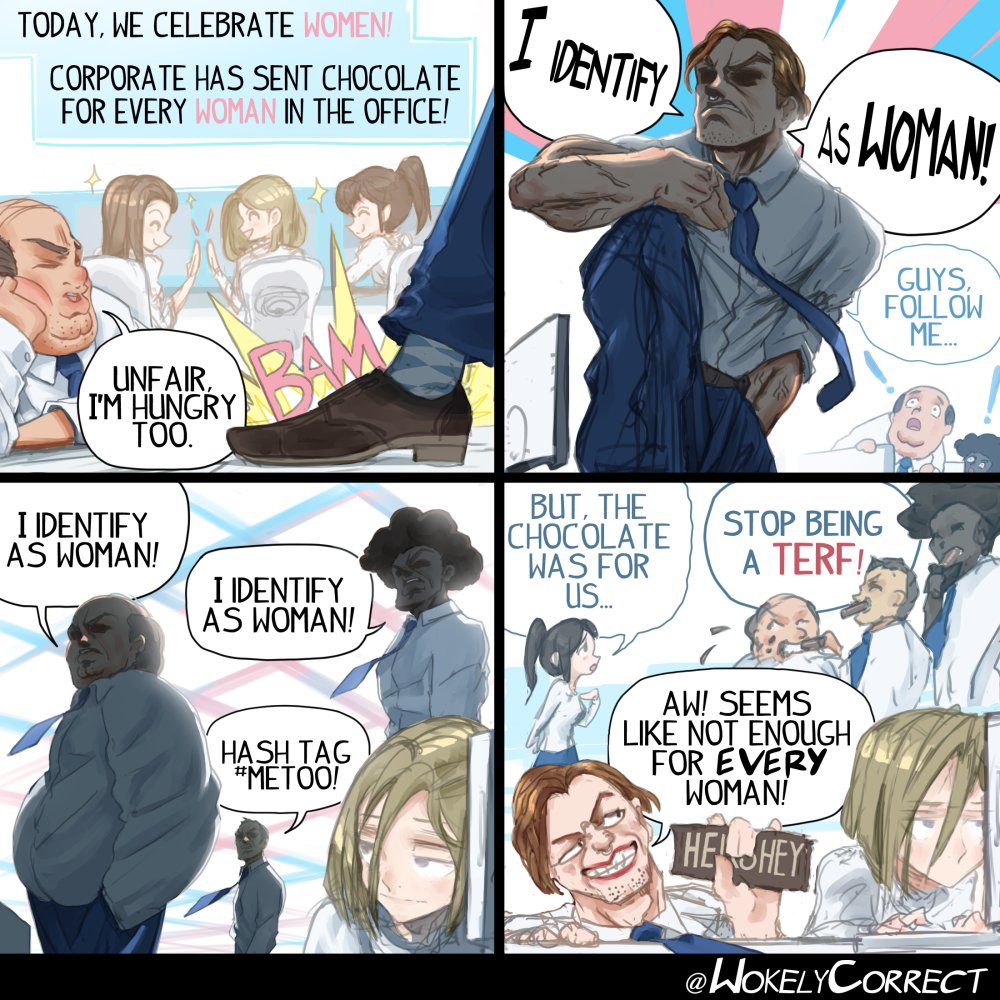 TODAY, WE CELEBRATE WOMEN!
CORPORATE HAS SENT CHOCOLATE
FOR EVERY WOMAN IN THE OFFICE!
UNFAIR,
I'M HUNGRY
TOO.
BAM
I IDENTIFY
AS WOMAN!
GUYS,
FOLLOW
ME...
I IDENTIFY
AS WOMAN!
I IDENTIFY
AS WOMAN!
HASH TAG
#METOO!
BUT, THE
CHOCOLATE
WAS FOR
US...
STOP BEING
A TERF!
AW! SEEMS
LIKE NOT ENOUGH
FOR EVERY
WOMAN!
HERSHEY
@WOKELYCORRECT